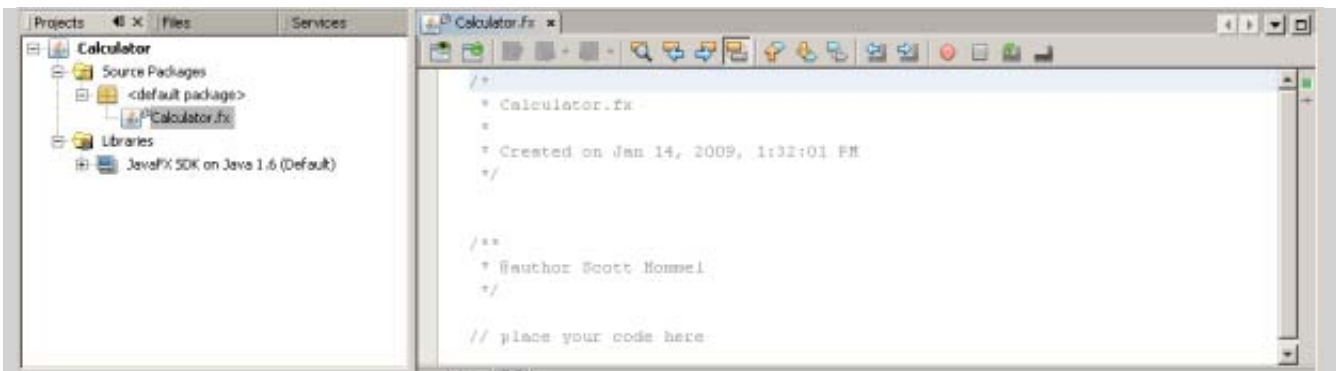 Projects Files Services
Calculator
Source Packages
<default package>
Calculator.fx
Libraries
JavaFX SDK on Java 1.6 (Default)
Calculator.fx
/*
* Calculator.fx
*
* Created on Jan 14, 2009, 1:32:01 PM
*/
/**
* @author Scott Hommel
*/
// place your code here